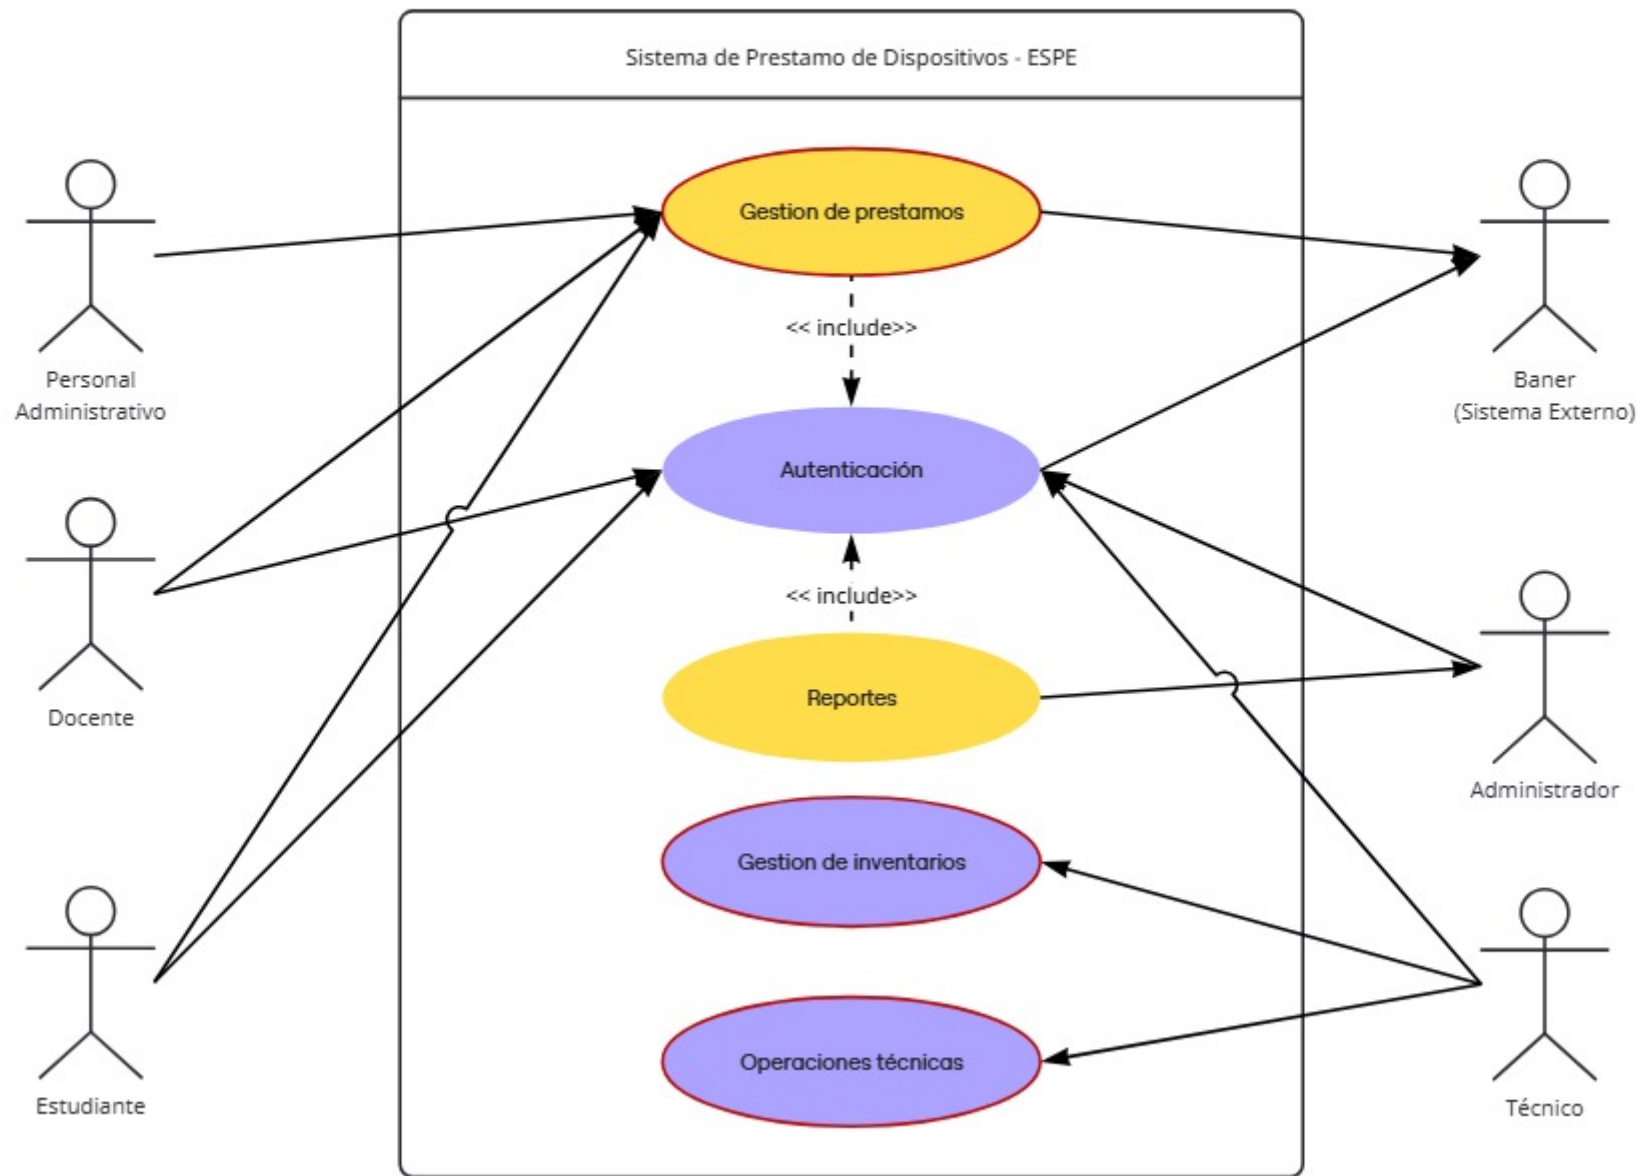 Sistema de Prestamo de Dispositivos - ESPE
Gestion de prestamos
<< include>>
Personal
Administrativo
Baner
(Sistema Externo)
Autenticación
<< include>>
Docente
Reportes
Administrador
Gestion de inventarios
Operaciones técnicas
Estudiante
Técnico